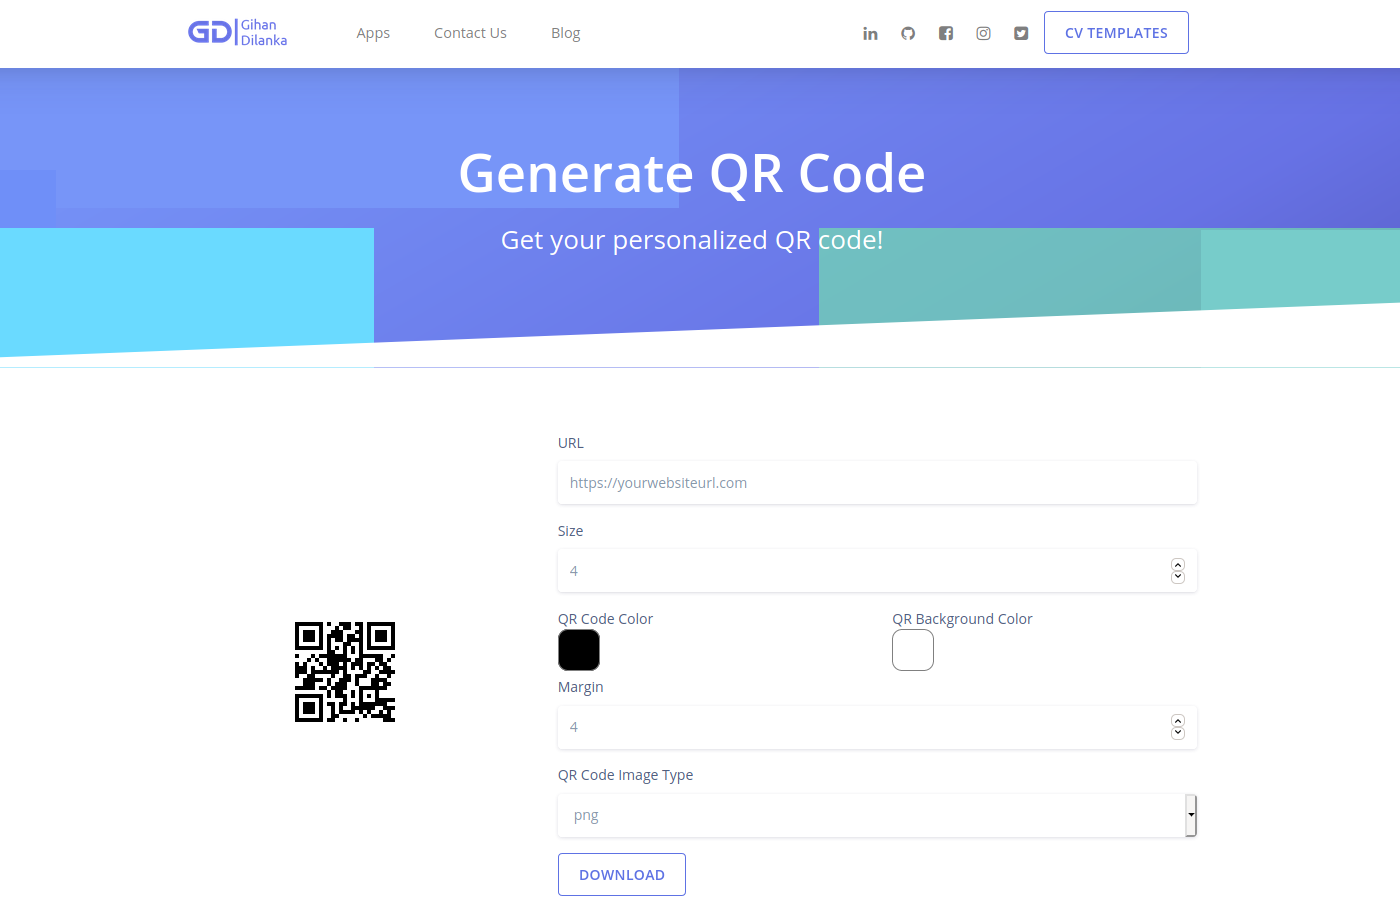 GD Gihan Dilanka
Apps
Contact Us
Blog
CV TEMPLATES
Generate QR Code
Get your personalized QR code!
URL
https://yourwebsiteurl.com
Size
4
QR Code Color
QR Background Color
Margin
4
QR Code Image Type
png
DOWNLOAD